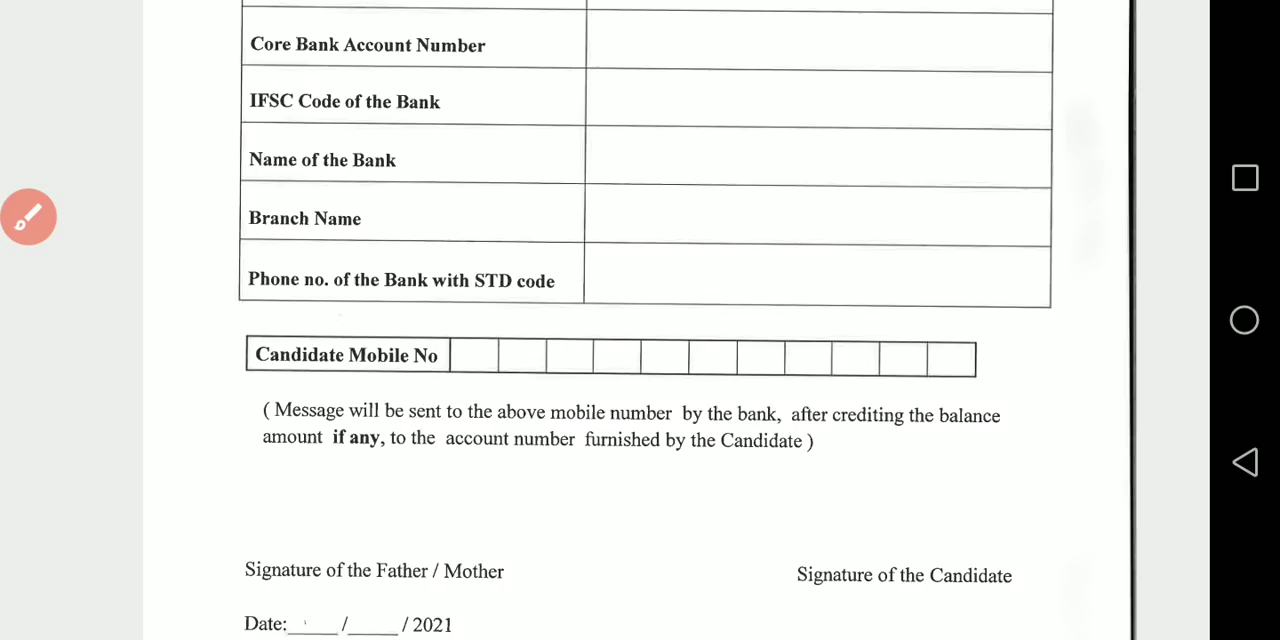 Core Bank Account Number
IFSC Code of the Bank
Name of the Bank
Branch Name
Phone no. of the Bank with STD code
Candidate Mobile No
( Message will be sent to the above mobile number by the bank, after crediting the balance
amount if any, to the account number furnished by the Candidate )
Signature of the Father / Mother
Signature of the Candidate
Date:____/____ / 2021